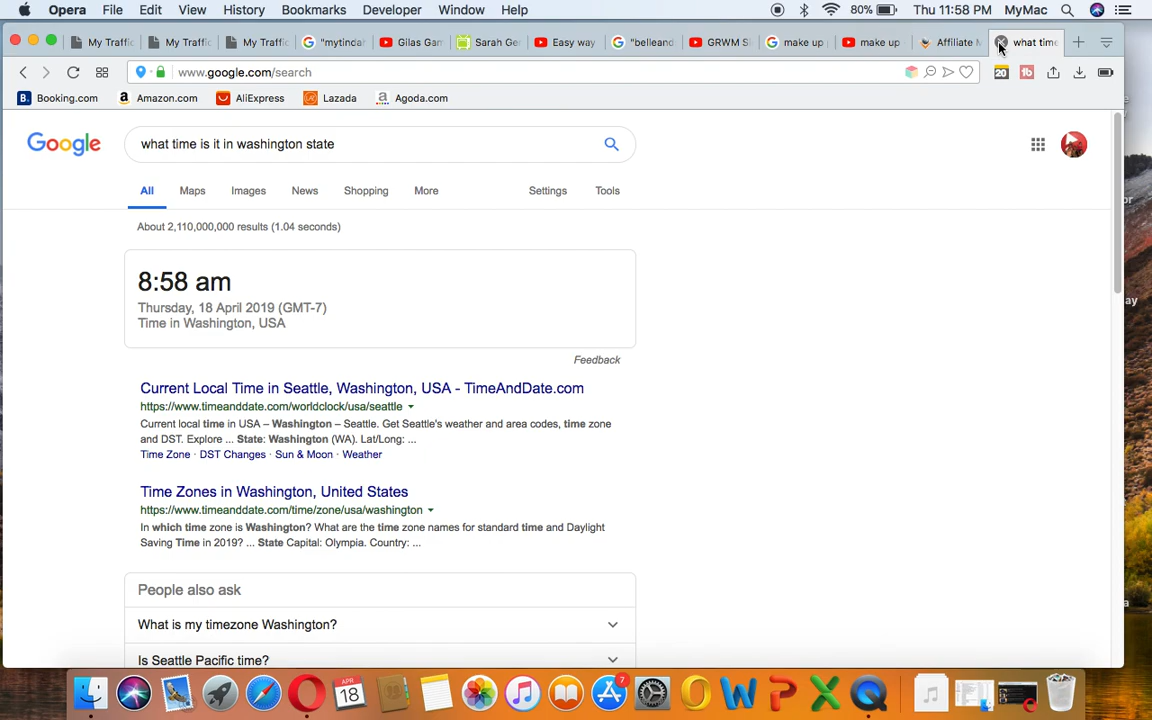 Opera File Edit View History Bookmarks Developer Window Help 80% Thu 11:58 PM MyMac
My Traffic My Traffic My Traffic "mytinda Gilas Gam Sarah Ge Easy way "belleand GRWM S make up make up Affiliate M what time
www.google.com/search 20
Booking.com Amazon.com AliExpress Lazada Agoda.com
Google what time is it in washington state
All Maps Images News Shopping More Settings Tools
About 2,110,000,000 results (1.04 seconds)
8:58 am
Thursday, 18 April 2019 (GMT-7)
Time in Washington, USA
Feedback
Current Local Time in Seattle, Washington, USA - TimeAndDate.com
https://www.timeanddate.com/worldclock/usa/seattle
Current local time in USA – Washington – Seattle. Get Seattle's weather and area codes, time zone
and DST. Explore ... State: Washington (WA). Lat/Long: ...
Time Zone · DST Changes · Sun & Moon · Weather
Time Zones in Washington, United States
https://www.timeanddate.com/time/zone/usa/washington
In which time zone is Washington? What are the time zone names for standard time and Daylight
Saving Time in 2019? ... State Capital: Olympia. Country: ...
People also ask
What is my timezone Washington?
Is Seattle Pacific time?
APR
18
7